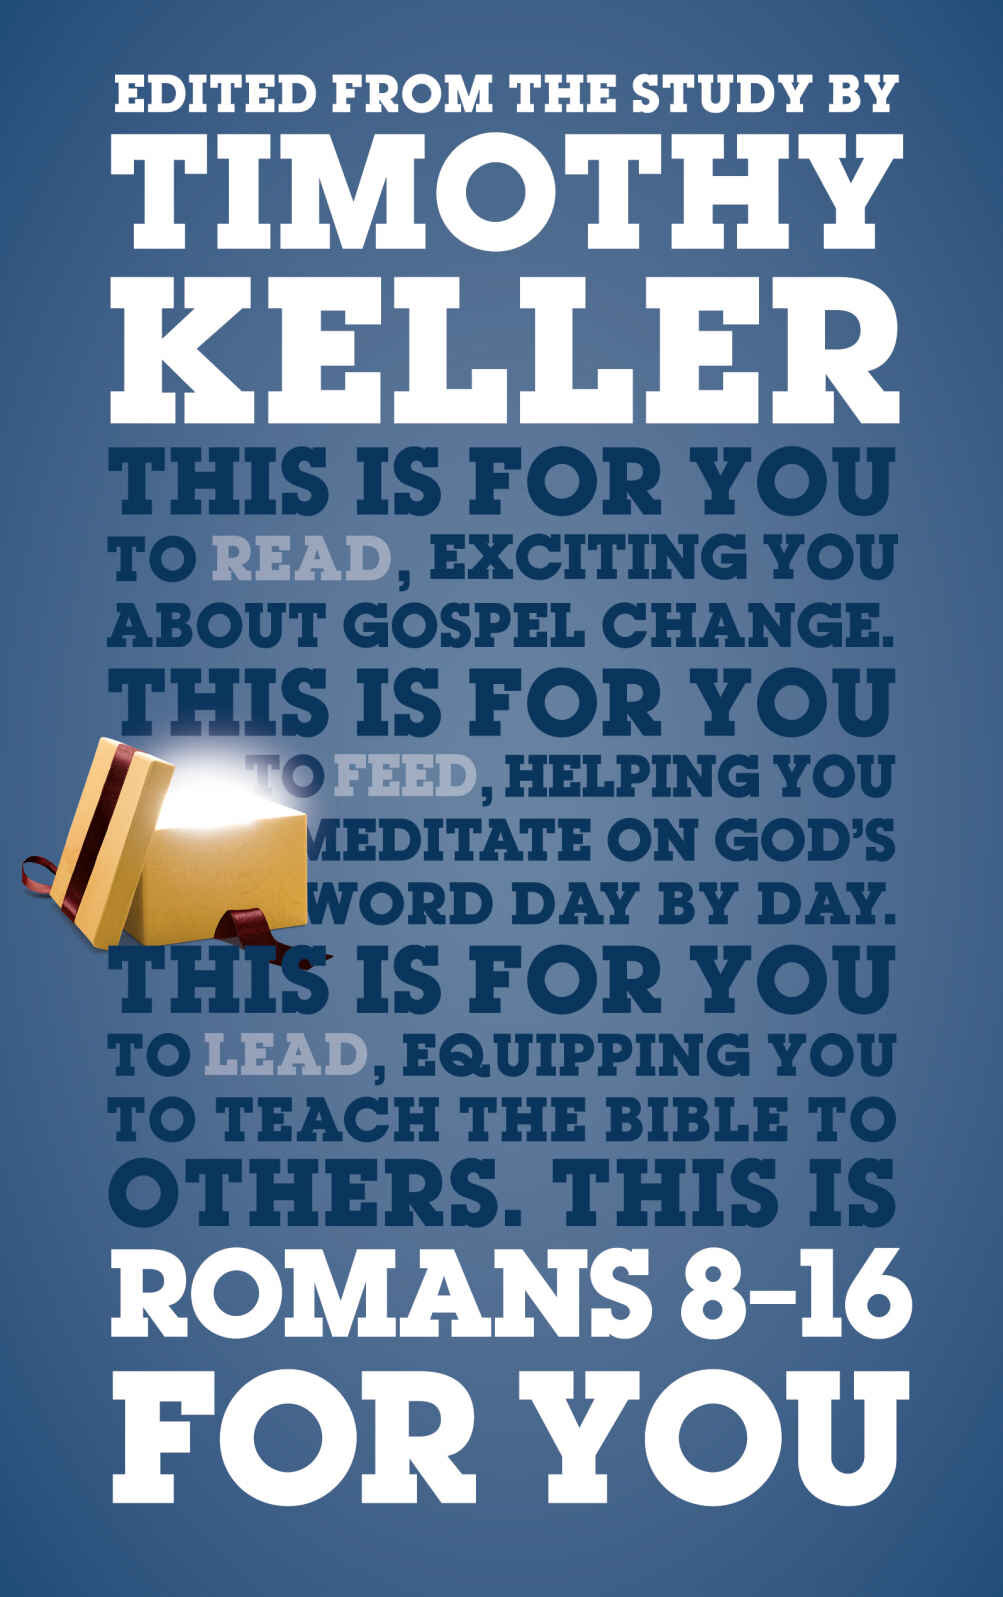 EDITED FROM THE STUDY BY
TIMOTHY
KELLER
THIS IS FOR YOU
TO READ, EXCITING YOU
ABOUT GOSPEL CHANGE.
THIS IS FOR YOU
TO FEED, HELPING YOU
MEDITATE ON GOD'S
WORD DAY BY DAY.
THIS IS FOR YOU
TO LEAD, EQUIPPING YOU
TO TEACH THE BIBLE TO
OTHERS. THIS IS
ROMANS 8–16
FOR YOU